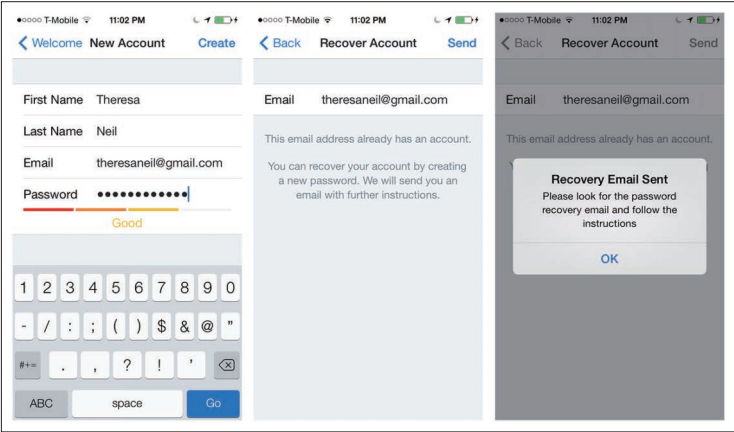 T-Mobile 11:02 PM
Welcome New Account Create
First Name Theresa
Last Name Neil
Email theresaneil@gmail.com
Password ••••••••••••
Good
1 2 3 4 5 6 7 8 9 0
- / : ; ( ) $ & @ "
#+= . , ? ! '
ABC space Go
T-Mobile 11:02 PM
Back Recover Account Send
Email theresaneil@gmail.com
This email address already has an account.
You can recover your account by creating
a new password. We will send you an
email with further instructions.
T-Mobile 11:02 PM
Back Recover Account Send
Email theresaneil@gmail.com
This email address already has an account.
Recovery Email Sent
Please look for the password
recovery email and follow the
instructions
OK